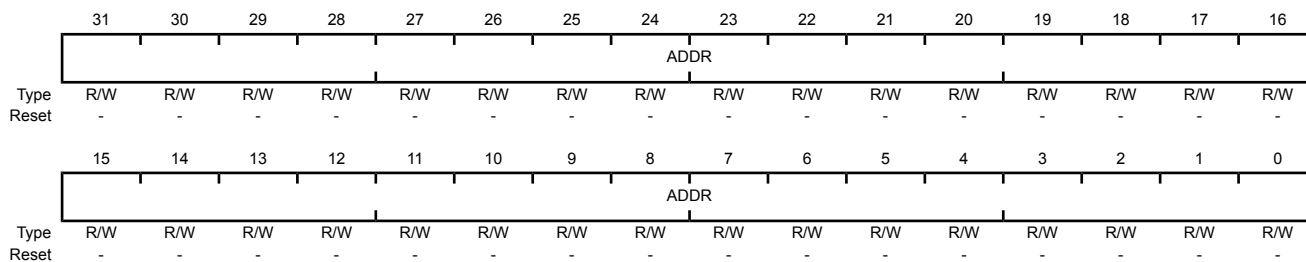 31 30 29 28 27 26 25 24 23 22 21 20 19 18 17 16
ADDR
Type R/W R/W R/W R/W R/W R/W R/W R/W R/W R/W R/W R/W R/W R/W R/W R/W
Reset - - - - - - - - - - - - - - - -
15 14 13 12 11 10 9 8 7 6 5 4 3 2 1 0
ADDR
Type R/W R/W R/W R/W R/W R/W R/W R/W R/W R/W R/W R/W R/W R/W R/W R/W
Reset - - - - - - - - - - - - - - - -